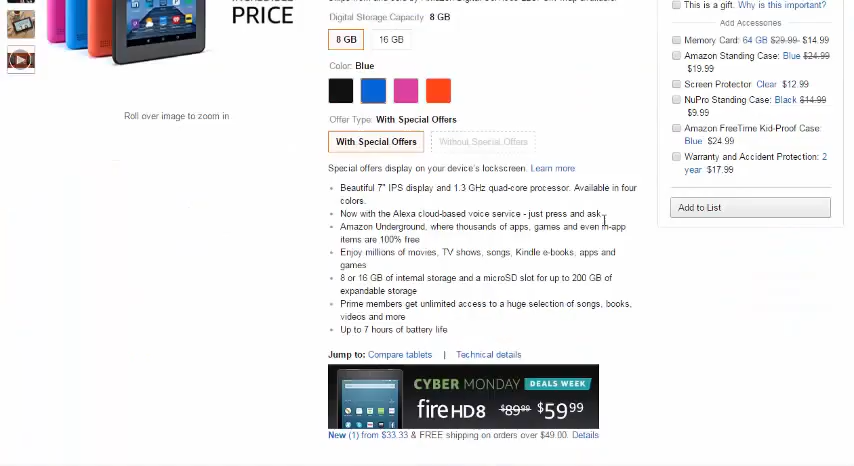 PRICE
Roll over image to zoom in
Digital Storage Capacity 8 GB
8 GB
16 GB
Color: Blue
Offer Type: With Special Offers
With Special Offers
Without Special Offers
Special offers display on your device's lockscreen. Learn more
Beautiful 7" IPS display and 1.3 GHz quad-core processor. Available in four
colors.
Now with the Alexa cloud-based voice service - just press and ask.
Amazon Underground, where thousands of apps, games and even in-app
items are 100% free
Enjoy millions of movies, TV shows, songs, Kindle e-books, apps and
games
8 or 16 GB of internal storage and a microSD slot for up to 200 GB of
expandable storage
Prime members get unlimited access to a huge selection of songs, books,
videos and more
Up to 7 hours of battery life
Jump to: Compare tablets | Technical details
CYBER MONDAY DEALS WEEK
fire HD8 $89.99 $59.99
New (1) from $33.33 & FREE shipping on orders over $49.00. Details
This is a gift. Why is this important?
Add Accessories
Memory Card: 64 GB $29.99- $14.99
Amazon Standing Case: Blue $24.99
$19.99
Screen Protector Clear $12.99
NuPro Standing Case: Black $14.99
$9.99
Amazon FreeTime Kid-Proof Case:
Blue $24.99
Warranty and Accident Protection: 2
year $17.99
Add to List